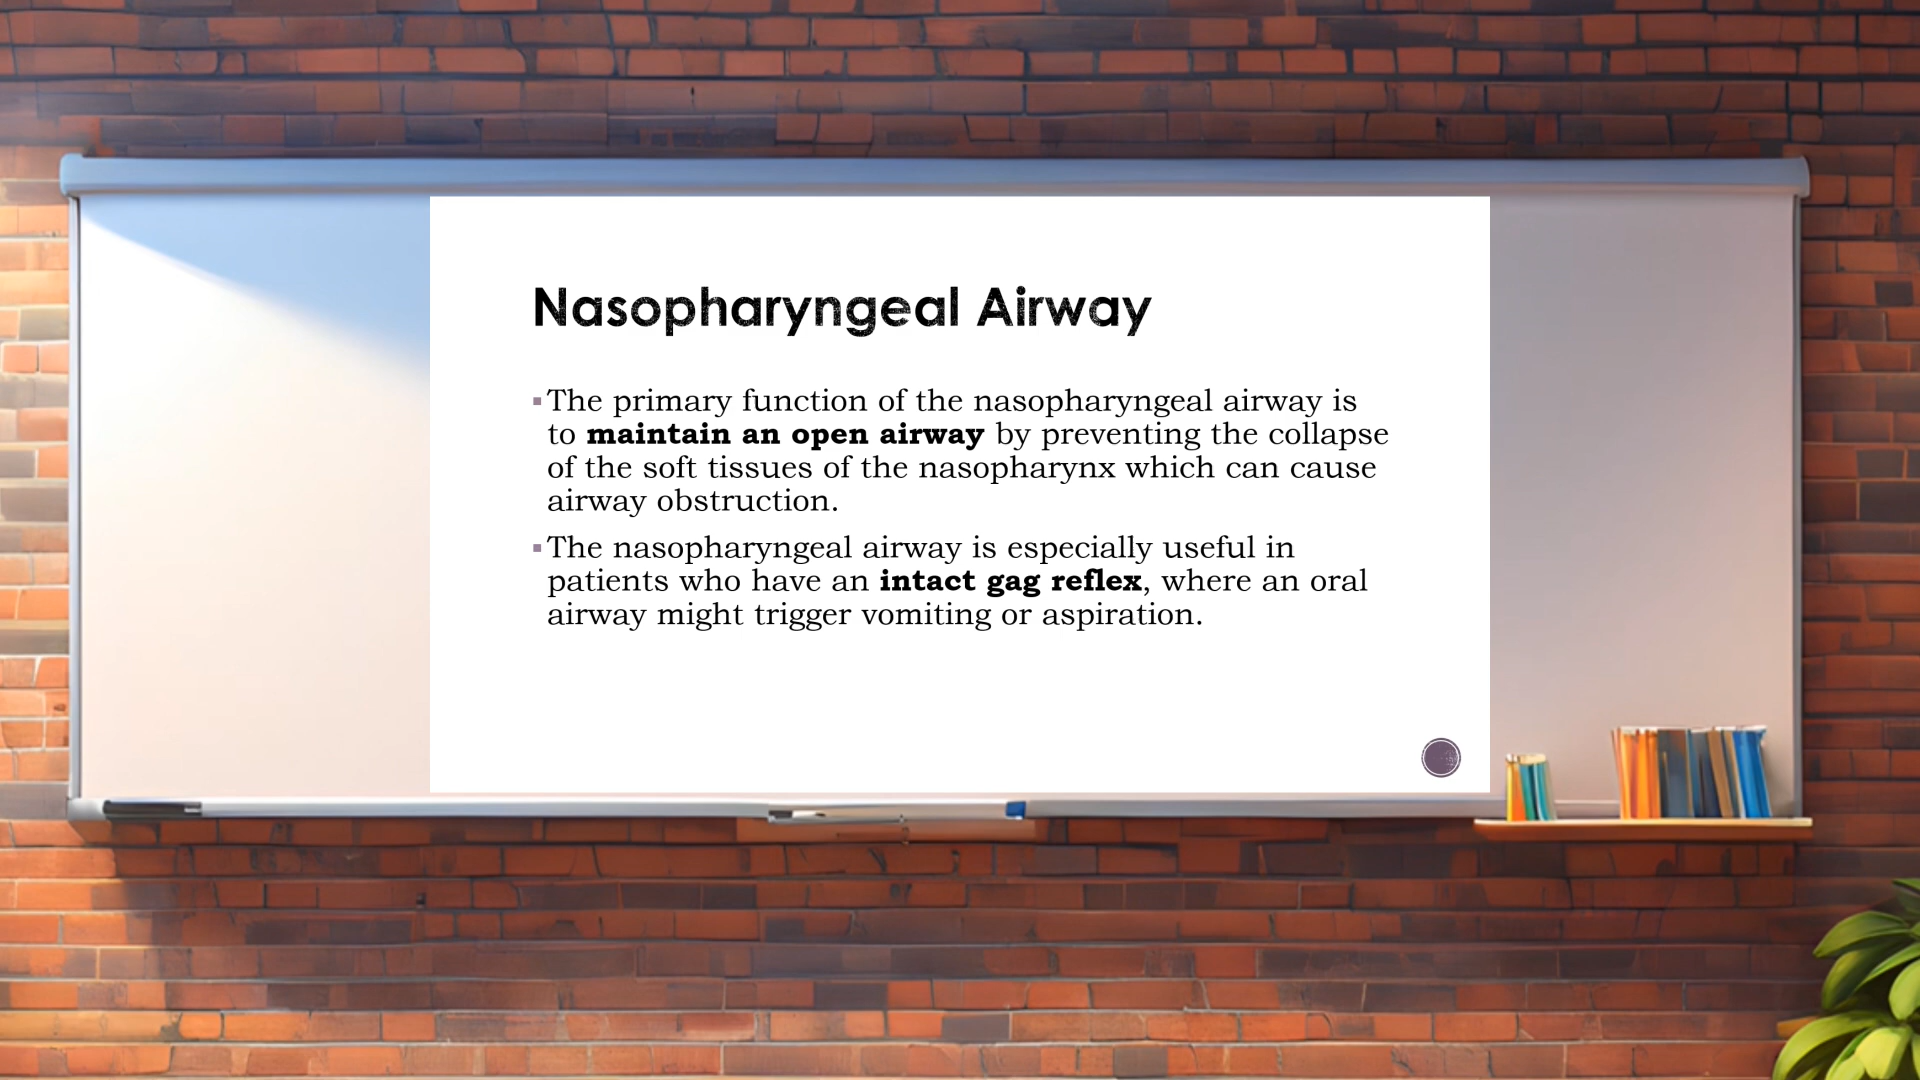 Nasopharyngeal Airway
▪The primary function of the nasopharyngeal airway is
to maintain an open airway by preventing the collapse
of the soft tissues of the nasopharynx which can cause
airway obstruction.
▪The nasopharyngeal airway is especially useful in
patients who have an intact gag reflex, where an oral
airway might trigger vomiting or aspiration.